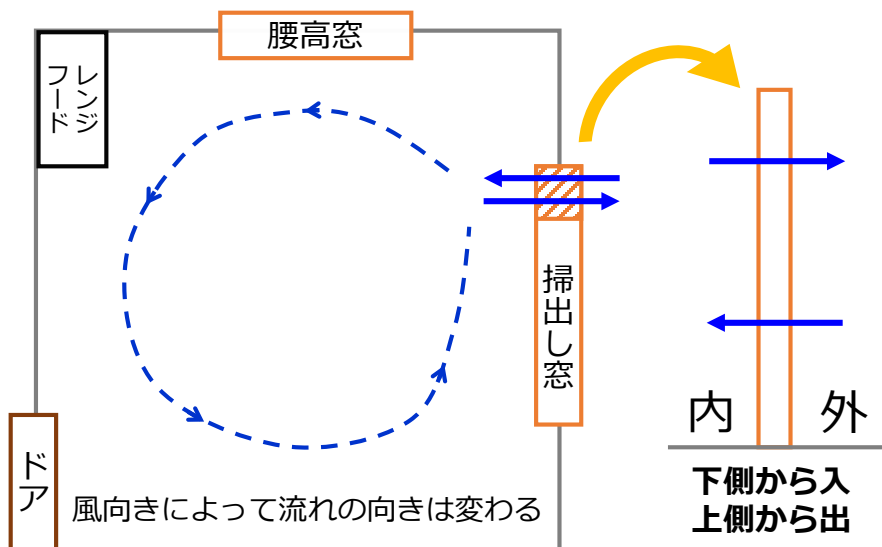 腰高窓
レンジ
フード
掃出し窓
ドア
風向きによって流れの向きは変わる
内
外
下側から入
上側から出